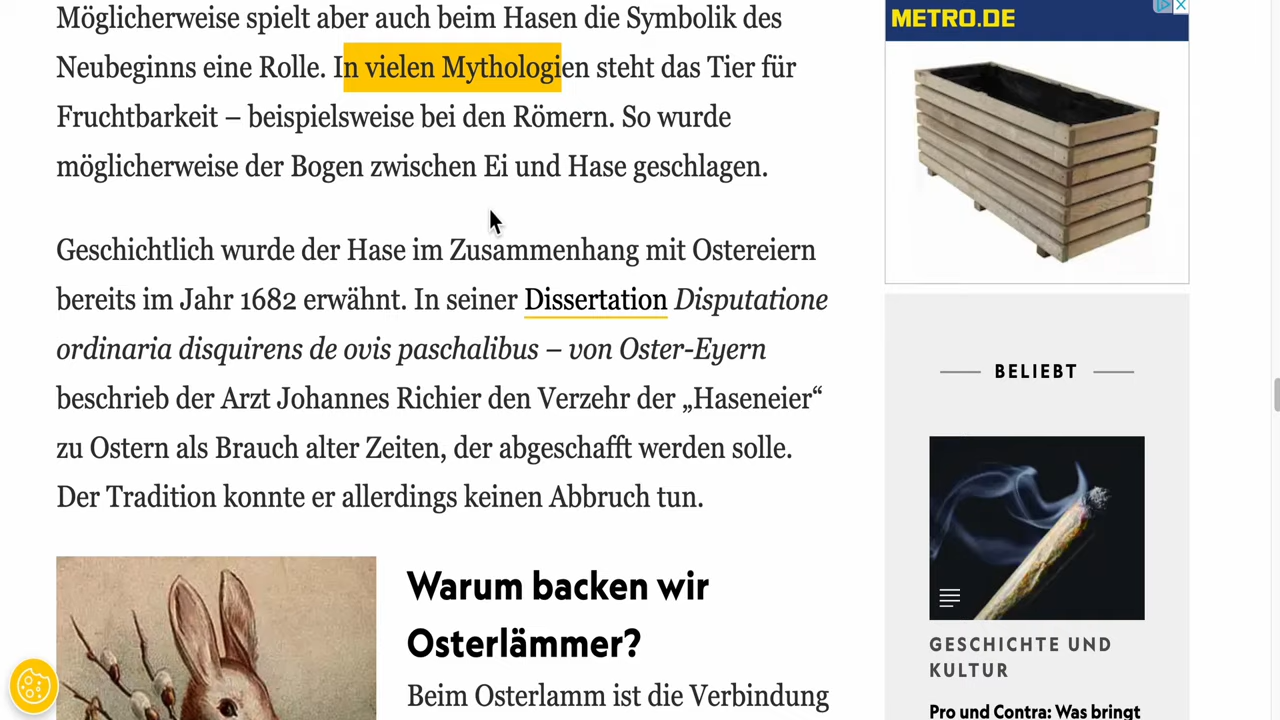 Möglicherweise spielt aber auch beim Hasen die Symbolik des
Neubeginns eine Rolle. In vielen Mythologien steht das Tier für
Fruchtbarkeit – beispielsweise bei den Römern. So wurde
möglicherweise der Bogen zwischen Ei und Hase geschlagen.
Geschichtlich wurde der Hase im Zusammenhang mit Ostereiern
bereits im Jahr 1682 erwähnt. In seiner Dissertation Disputatione
ordinaria disquirens de ovis paschalibus – von Oster-Eyern
beschrieb der Arzt Johannes Richier den Verzehr der „Haseneier“
zu Ostern als Brauch alter Zeiten, der abgeschafft werden solle.
Der Tradition konnte er allerdings keinen Abbruch tun.
Warum backen wir
Osterlämmer?
Beim Osterlamm ist die Verbindung
METRO.DE
BELIEBT
GESCHICHTE UND
KULTUR
Pro und Contra: Was bringt